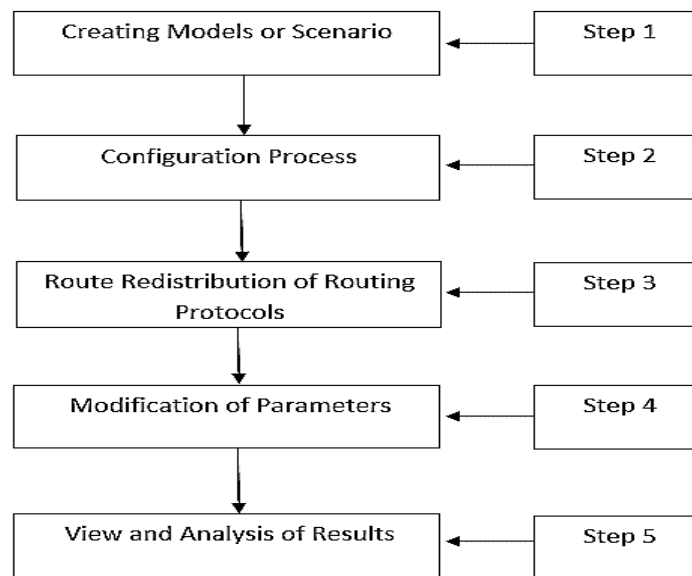 Creating Models or Scenario
Step 1
Configuration Process
Step 2
Route Redistribution of Routing
Protocols
Step 3
Modification of Parameters
Step 4
View and Analysis of Results
Step 5